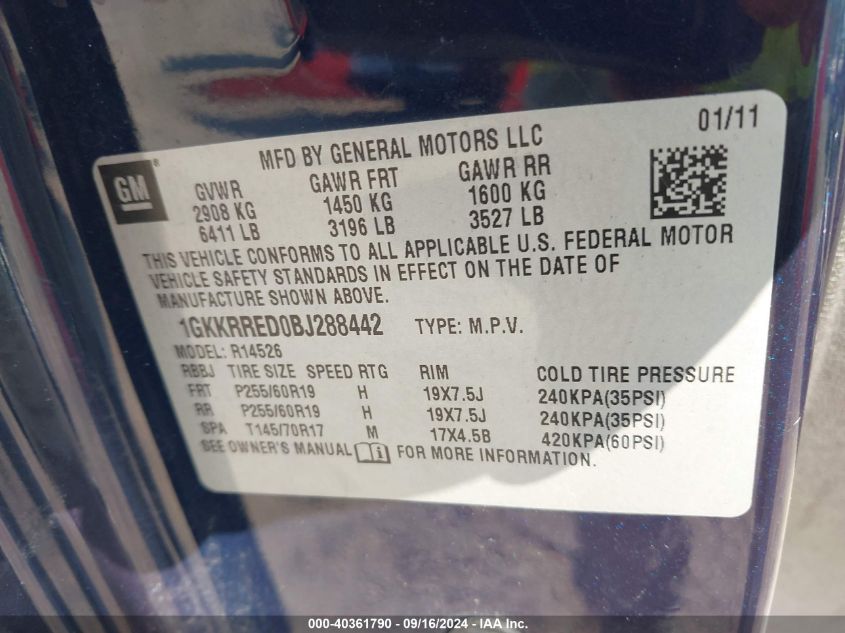 01/11
MFD BY GENERAL MOTORS LLC
GM®
GVWR GAWR FRT GAWR RR
2908 KG 1450 KG 1600 KG
6411 LB 3196 LB 3527 LB
THIS VEHICLE CONFORMS TO ALL APPLICABLE U.S. FEDERAL MOTOR
VEHICLE SAFETY STANDARDS IN EFFECT ON THE DATE OF
MANUFACTURE SHOWN ABOVE.
1GKKRRED0BJ288442 TYPE: M.P.V.
MODEL: R14526
RBBJ TIRE SIZE SPEED RTG RIM COLD TIRE PRESSURE
FRT P255/60R19 H 19X7.5J 240KPA(35PSI)
RR P255/60R19 H 19X7.5J 240KPA(35PSI)
SPA T145/70R17 M 17X4.5B 420KPA(60PSI)
SEE OWNER'S MANUAL FOR MORE INFORMATION.
000-40361790 - 09/16/2024 - IAA Inc.